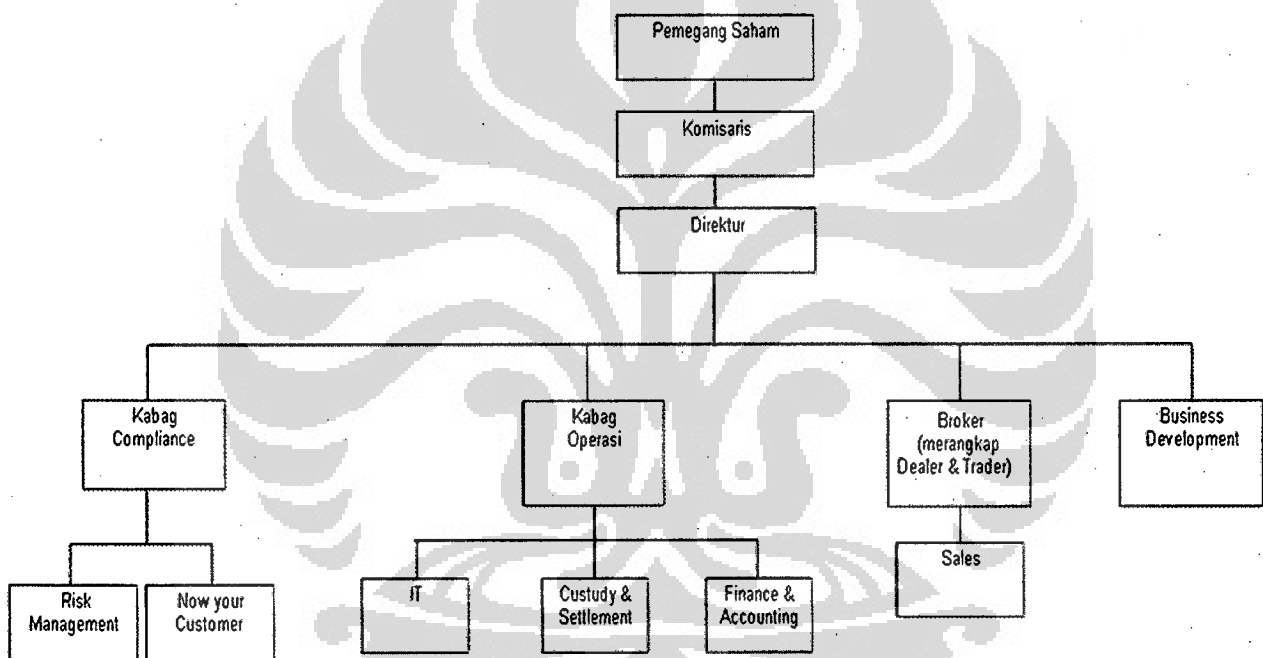 Pemegang Saham
Komisaris
Direktur
Kabag
Compliance
Kabag
Operasi
Broker
(merangkap
Dealer & Trader)
Business
Development
Risk
Management
Now your
Customer
IT
Custudy &
Settlement
Finance &
Accounting
Sales